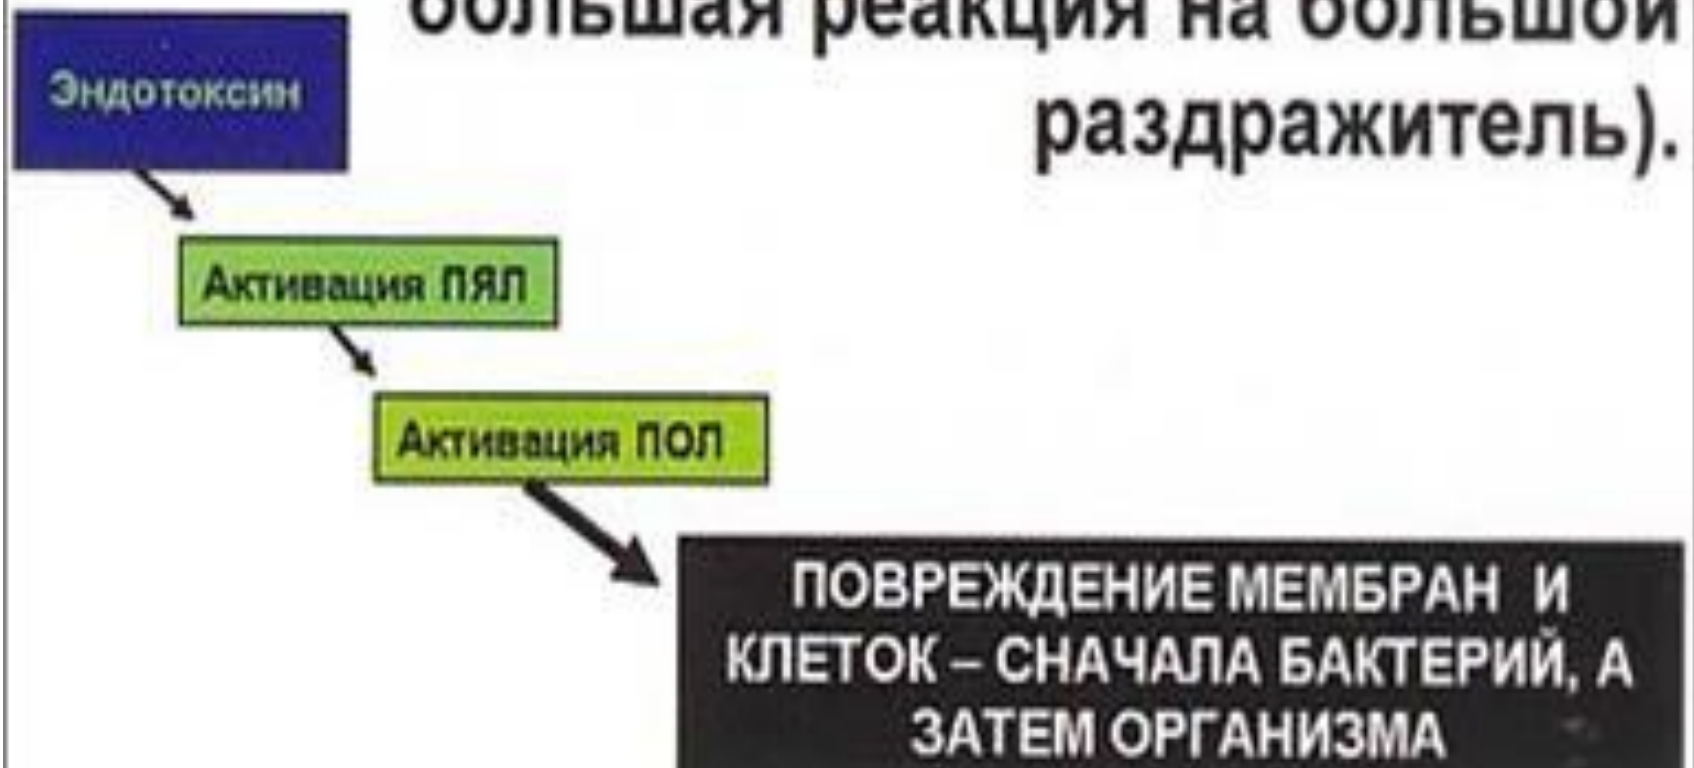 большая реакция на большой
раздражитель).
Эндотоксин
Активация ПЯЛ
Активация ПОЛ
ПОВРЕЖДЕНИЕ МЕМБРАН И
КЛЕТОК – СНАЧАЛА БАКТЕРИЙ, А
ЗАТЕМ ОРГАНИЗМА